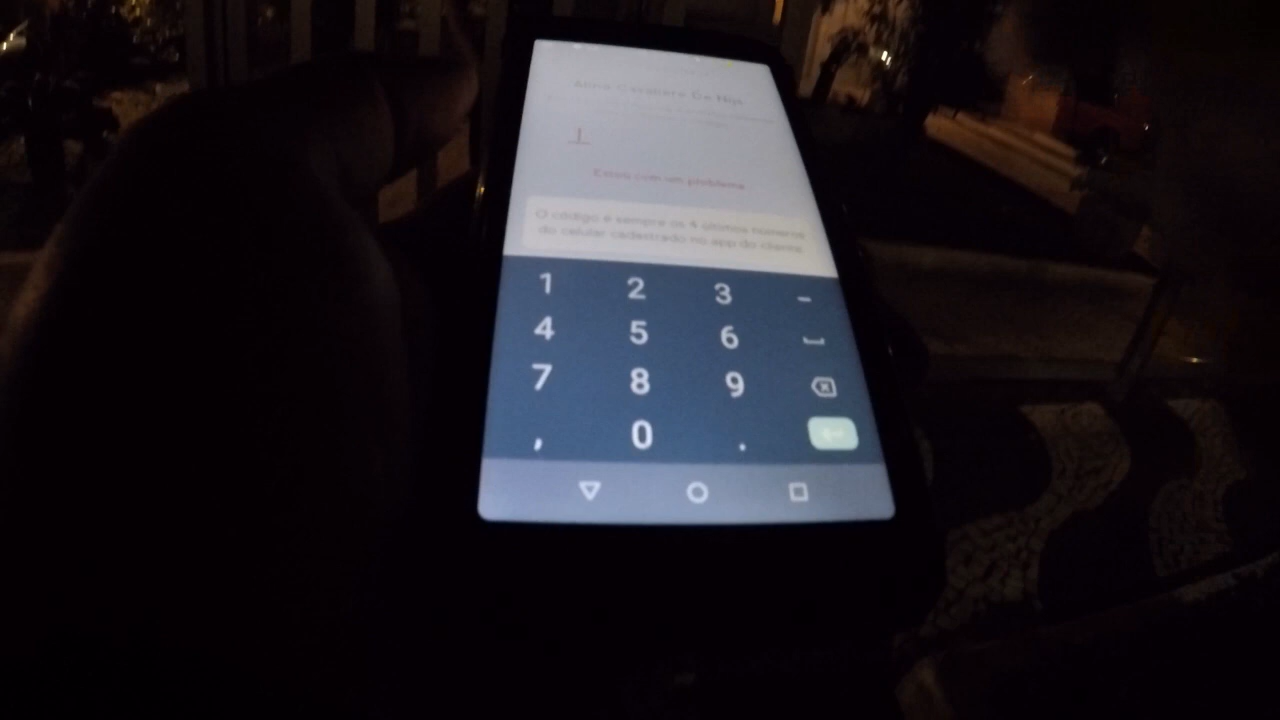 Estou com um problema
O código é sempre os 4 últimos números
do celular cadastrado no app do cliente
1 2 3 -
4 5 6
7 8 9
, 0 .